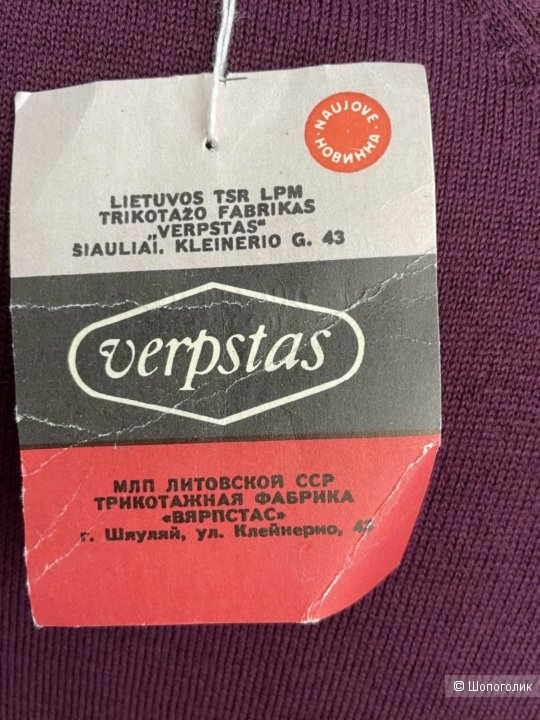 NAUJOVĖ
НОВИНКА
LIETUVOS TSR LPM
TRIKOTAŽO FABRIKAS
„VERPSTAS“
ŠIAULIAI. KLEINERIO G. 43
verpstas
МЛП ЛИТОВСКОЙ ССР
ТРИКОТАЖНАЯ ФАБРИКА
«ВЯРПСТАС»
г. Шяуляй, ул. Клейнерио, 43
© Шопоголик